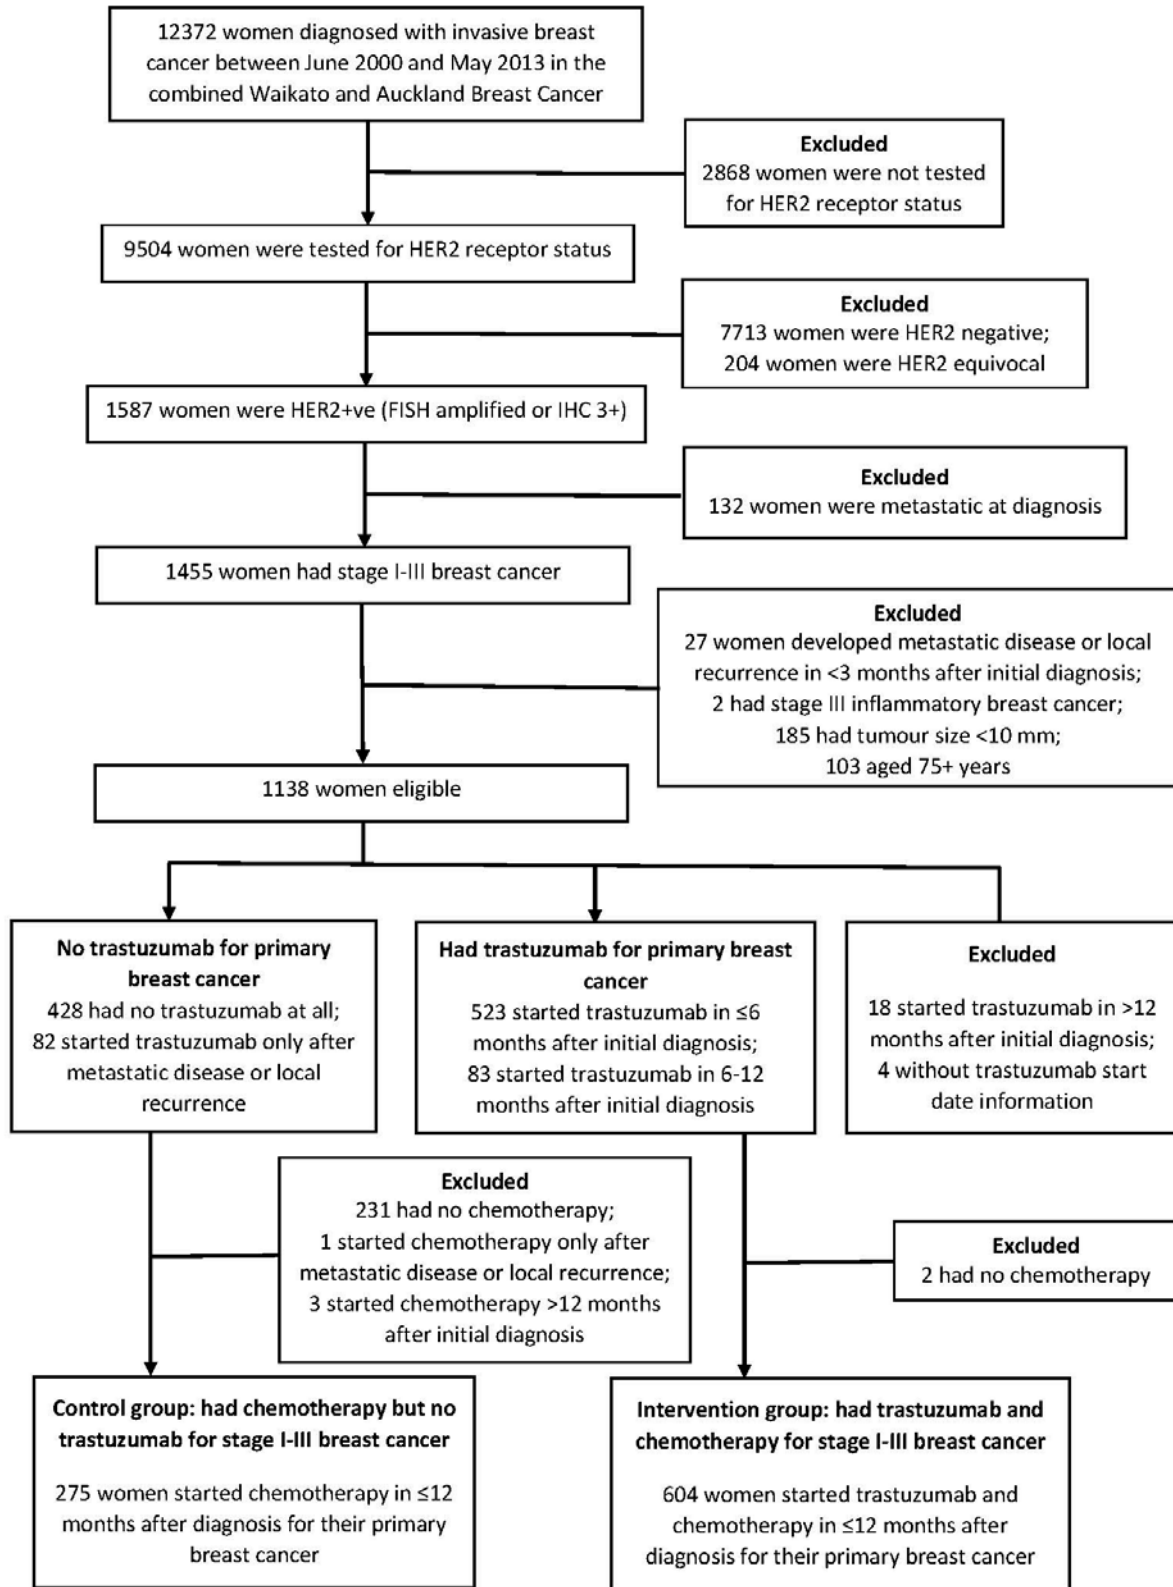 12372 women diagnosed with invasive breast
cancer between June 2000 and May 2013 in the
combined Waikato and Auckland Breast Cancer
Excluded
2868 women were not tested
for HER2 receptor status
9504 women were tested for HER2 receptor status
Excluded
7713 women were HER2 negative;
204 women were HER2 equivocal
1587 women were HER2+ve (FISH amplified or IHC 3+)
Excluded
132 women were metastatic at diagnosis
1455 women had stage I-III breast cancer
Excluded
27 women developed metastatic disease or local
recurrence in <3 months after initial diagnosis;
2 had stage III inflammatory breast cancer;
185 had tumour size <10 mm;
103 aged 75+ years
1138 women eligible
No trastuzumab for primary
breast cancer
428 had no trastuzumab at all;
82 started trastuzumab only after
metastatic disease or local
recurrence
Had trastuzumab for primary breast
cancer
523 started trastuzumab in ≤6
months after initial diagnosis;
83 started trastuzumab in 6-12
months after initial diagnosis
Excluded
18 started trastuzumab in >12
months after initial diagnosis;
4 without trastuzumab start
date information
Excluded
231 had no chemotherapy;
1 started chemotherapy only after
metastatic disease or local recurrence;
3 started chemotherapy >12 months
after initial diagnosis
Excluded
2 had no chemotherapy
Control group: had chemotherapy but no
trastuzumab for stage I-III breast cancer
275 women started chemotherapy in ≤12
months after diagnosis for their primary
breast cancer
Intervention group: had trastuzumab and
chemotherapy for stage I-III breast cancer
604 women started trastuzumab and
chemotherapy in ≤12 months after
diagnosis for their primary breast cancer